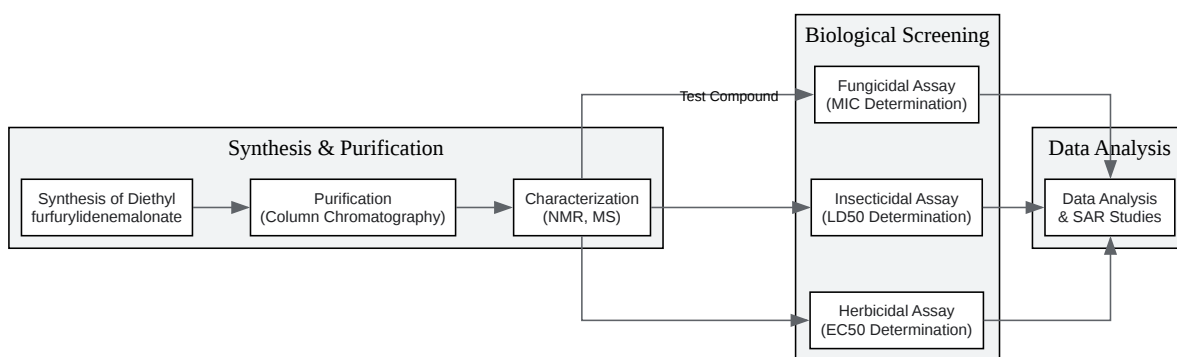 Biological Screening
Fungicidal Assay
(MIC Determination)
Test Compound
Synthesis & Purification
Data Analysis
Synthesis of Diethyl
furfurylidenemalonate
Purification
(Column Chromatography)
Characterization
(NMR, MS)
Insecticidal Assay
(LD50 Determination)
Data Analysis
& SAR Studies
Herbicidal Assay
(EC50 Determination)